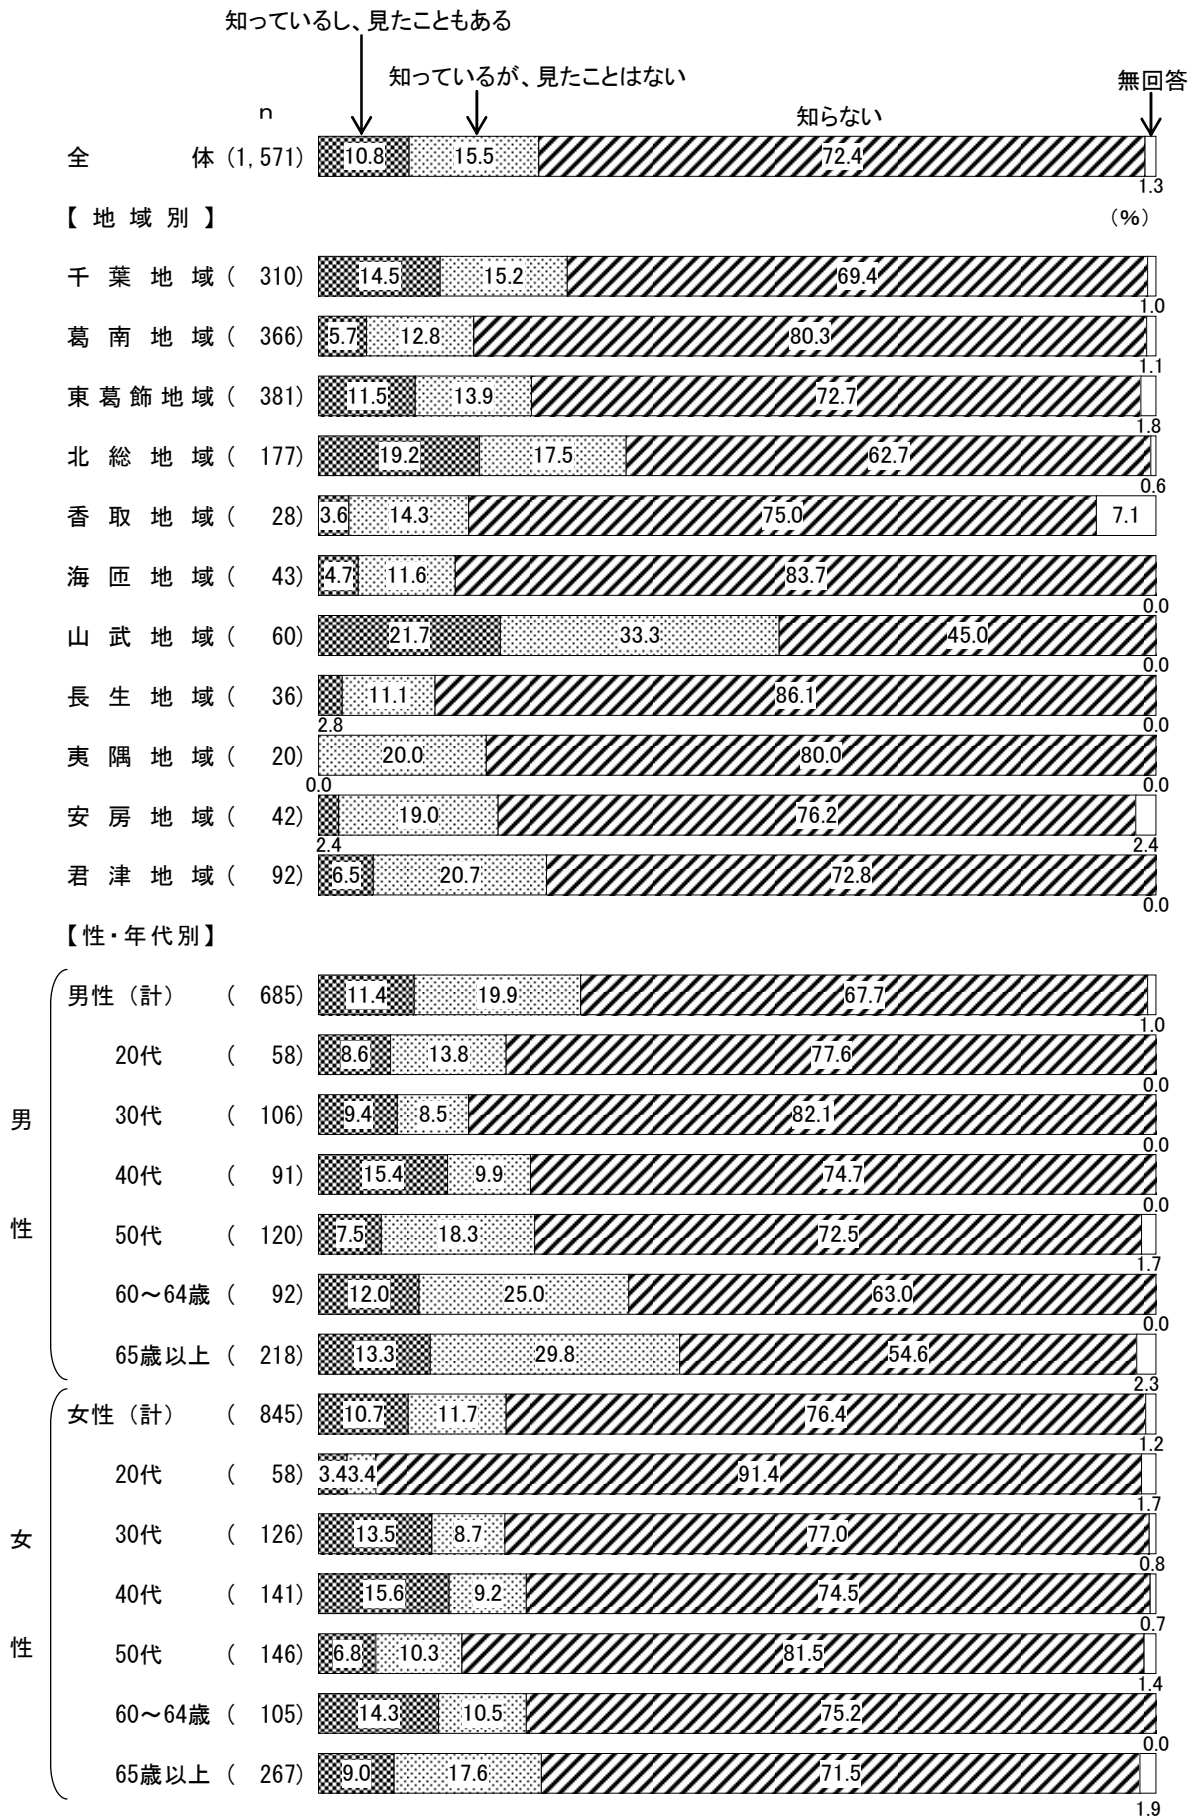 知っているし、見たこともある
知っているが、見たことはない
無回答
n
知らない
全体(1,571) 10.8 15.5 72.4
1.3
【地域別】 (%)
千葉地域( 310) 14.5 15.2 69.4
1.0
葛南地域( 366) 5.7 12.8 80.3
1.1
東葛飾地域( 381) 11.5 13.9 72.7
1.8
北総地域( 177) 19.2 17.5 62.7
0.6
香取地域( 28) 3.6 14.3 75.0 7.1
海匝地域( 43) 4.7 11.6 83.7
0.0
山武地域( 60) 21.7 33.3 45.0
0.0
長生地域( 36) 11.1 86.1
2.8 0.0
夷隅地域( 20) 20.0 80.0
0.0 0.0
安房地域( 42) 19.0 76.2
2.4 2.4
君津地域( 92) 6.5 20.7 72.8
0.0
【性・年代別】
男性
男性(計) ( 685) 11.4 19.9 67.7
1.0
20代 ( 58) 8.6 13.8 77.6
0.0
30代 ( 106) 9.4 8.5 82.1
0.0
40代 ( 91) 15.4 9.9 74.7
0.0
50代 ( 120) 7.5 18.3 72.5
1.7
60~64歳( 92) 12.0 25.0 63.0
0.0
65歳以上( 218) 13.3 29.8 54.6
2.3
女性
女性(計) ( 845) 10.7 11.7 76.4
1.2
20代 ( 58) 3.4 3.4 91.4
1.7
30代 ( 126) 13.5 8.7 77.0
0.8
40代 ( 141) 15.6 9.2 74.5
0.7
50代 ( 146) 6.8 10.3 81.5
1.4
60~64歳( 105) 14.3 10.5 75.2
0.0
65歳以上( 267) 9.0 17.6 71.5
1.9